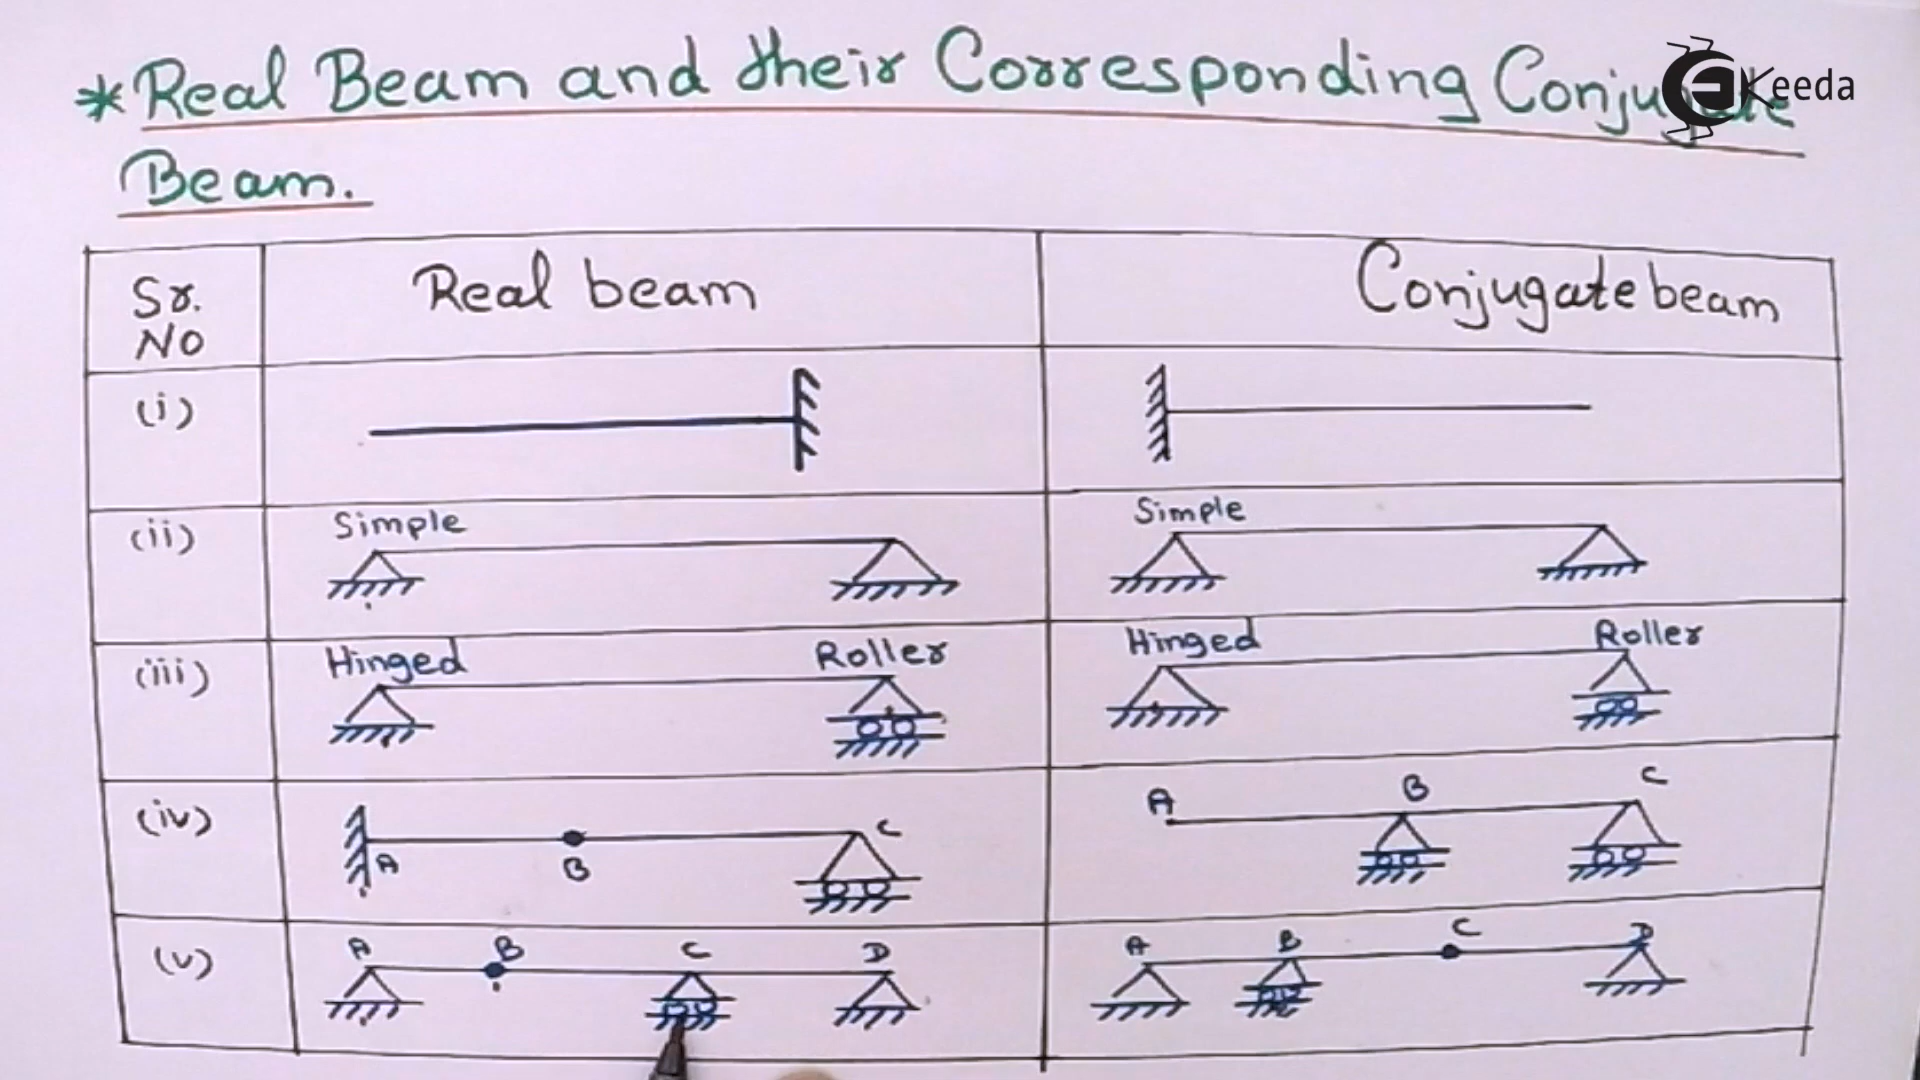 *Real Beam and their Corresponding Conjugate
Keeda
Beam.
Sr. No
Real beam
Conjugate beam
(i)
(ii)
Simple
Simple
(iii)
Hinged
Roller
Hinged
Roller
(iv)
A
B
C
A
B
C
(v)
A
B
C
D
A
B
C
D